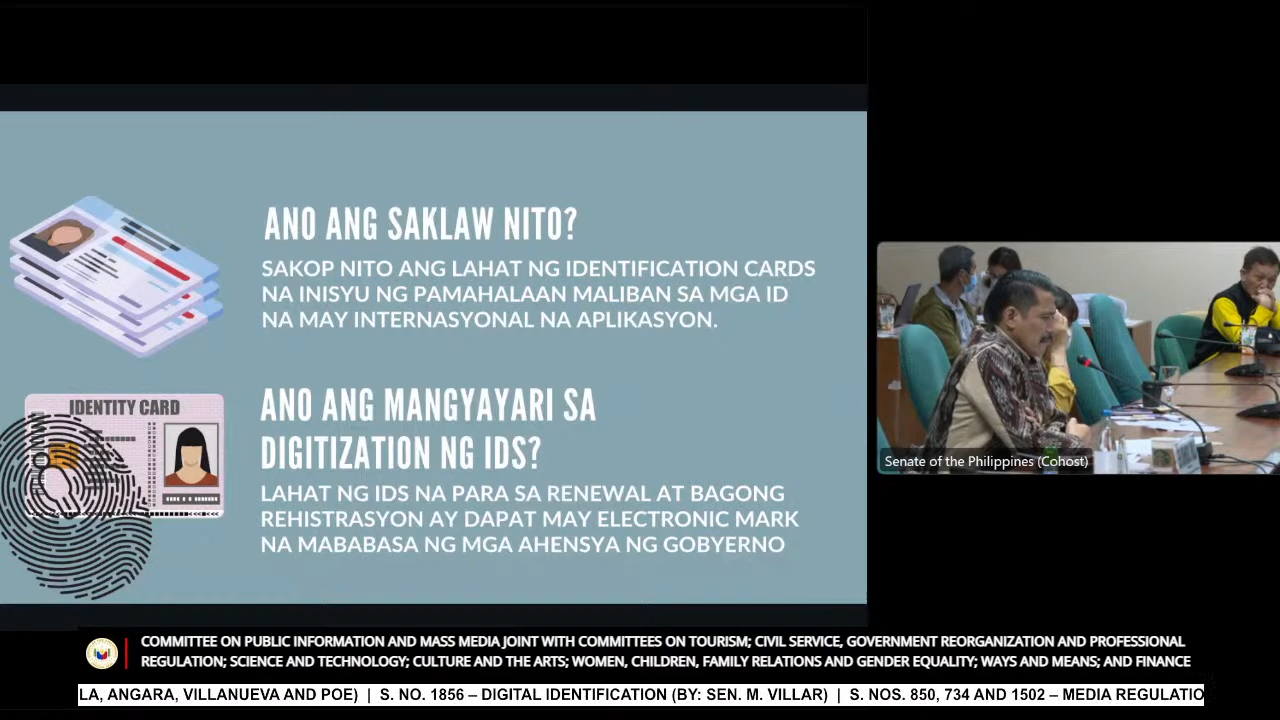 ANO ANG SAKLAW NITO?
SAKOP NITO ANG LAHAT NG IDENTIFICATION CARDS
NA INISYU NG PAMAHALAAN MALIBAN SA MGA ID
NA MAY INTERNASYONAL NA APLIKASYON.
IDENTITY CARD
ANO ANG MANGYAYARI SA
DIGITIZATION NG IDS?
LAHAT NG IDS NA PARA SA RENEWAL AT BAGONG
REHISTRASYON AY DAPAT MAY ELECTRONIC MARK
NA MABABASA NG MGA AHENSYA NG GOBYERNO
Senate of the Philippines (Cohost)
COMMITTEE ON PUBLIC INFORMATION AND MASS MEDIA JOINT WITH COMMITTEES ON TOURISM; CIVIL SERVICE, GOVERNMENT REORGANIZATION AND PROFESSIONAL
REGULATION; SCIENCE AND TECHNOLOGY; CULTURE AND THE ARTS; WOMEN, CHILDREN, FAMILY RELATIONS AND GENDER EQUALITY; WAYS AND MEANS; AND FINANCE
LA, ANGARA, VILLANUEVA AND POE) | S. NO. 1856 – DIGITAL IDENTIFICATION (BY: SEN. M. VILLAR) | S. NOS. 850, 734 AND 1502 – MEDIA REGULATIO